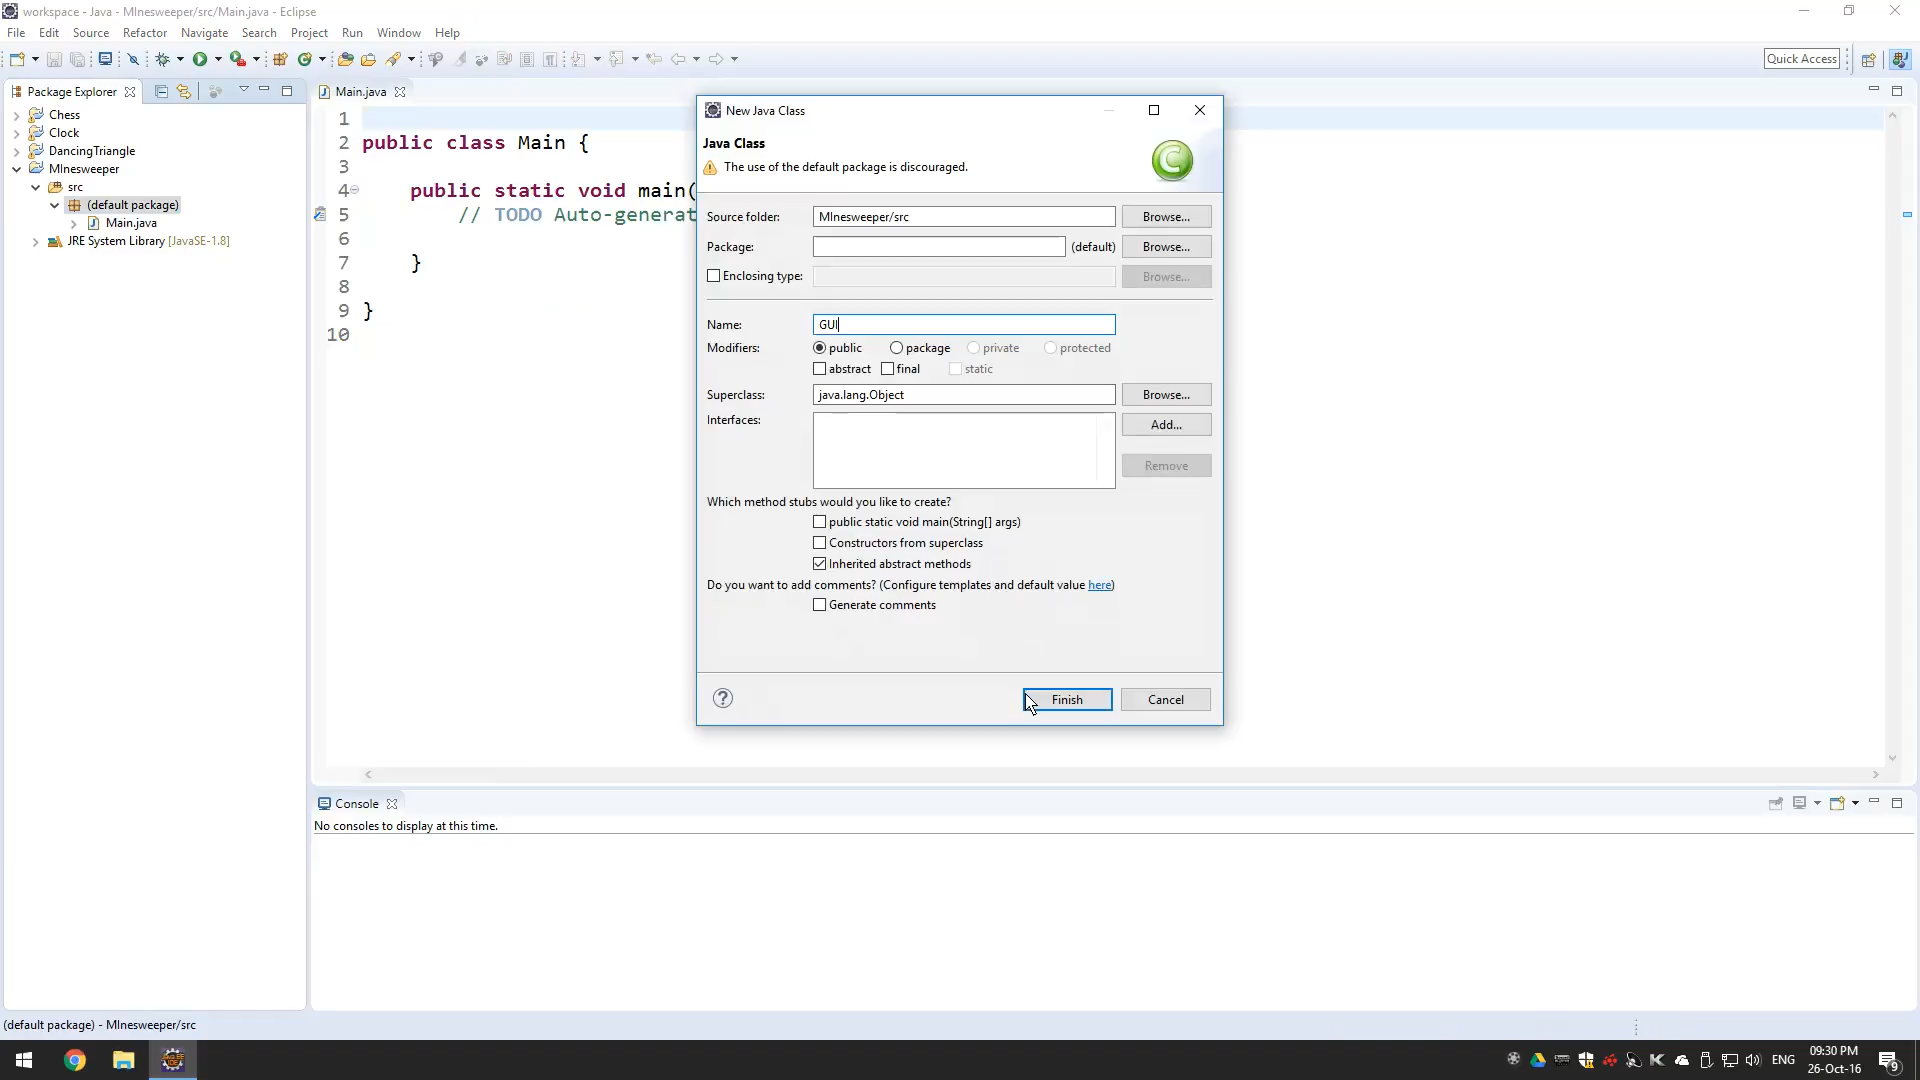 workspace - Java - MInesweeper/src/Main.java - Eclipse
File Edit Source Refactor Navigate Search Project Run Window Help
Quick Access
Package Explorer
Chess
Clock
DancingTriangle
MInesweeper
src
(default package)
Main.java
JRE System Library [JavaSE-1.8]
Main.java
1
2 public class Main {
3
4 public static void main(
5 // TODO Auto-generat
6
7 }
8
9 }
10
New Java Class
Java Class
The use of the default package is discouraged.
Source folder: MInesweeper/src Browse...
Package: (default) Browse...
Enclosing type: Browse...
Name: GUI
Modifiers: public package private protected
abstract final static
Superclass: java.lang.Object Browse...
Interfaces: Add...
Remove
Which method stubs would you like to create?
public static void main(String[] args)
Constructors from superclass
Inherited abstract methods
Do you want to add comments? (Configure templates and default value here)
Generate comments
Finish Cancel
Console
No consoles to display at this time.
(default package) - MInesweeper/src
ENG
09:30 PM
26-Oct-16
9